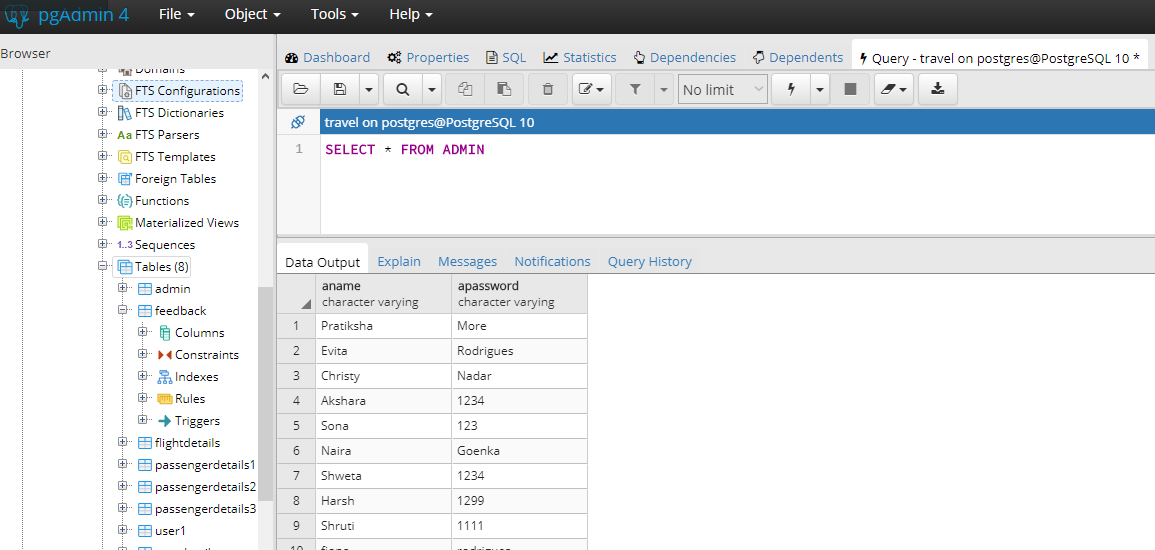 pgAdmin 4 File Object Tools Help
Browser
Dashboard Properties SQL Statistics Dependencies Dependents Query - travel on postgres@PostgreSQL 10 *
No limit
travel on postgres@PostgreSQL 10
1 SELECT * FROM ADMIN
Domains
FTS Configurations
FTS Dictionaries
Aa FTS Parsers
FTS Templates
Foreign Tables
Functions
Materialized Views
1..3 Sequences
Tables (8)
admin
feedback
Columns
Constraints
Indexes
Rules
Triggers
flightdetails
passengerdetails1
passengerdetails2
passengerdetails3
user1
Data Output Explain Messages Notifications Query History
aname apassword
character varying character varying
1 Pratiksha More
2 Evita Rodrigues
3 Christy Nadar
4 Akshara 1234
5 Sona 123
6 Naira Goenka
7 Shweta 1234
8 Harsh 1299
9 Shruti 1111
10 rodrigues